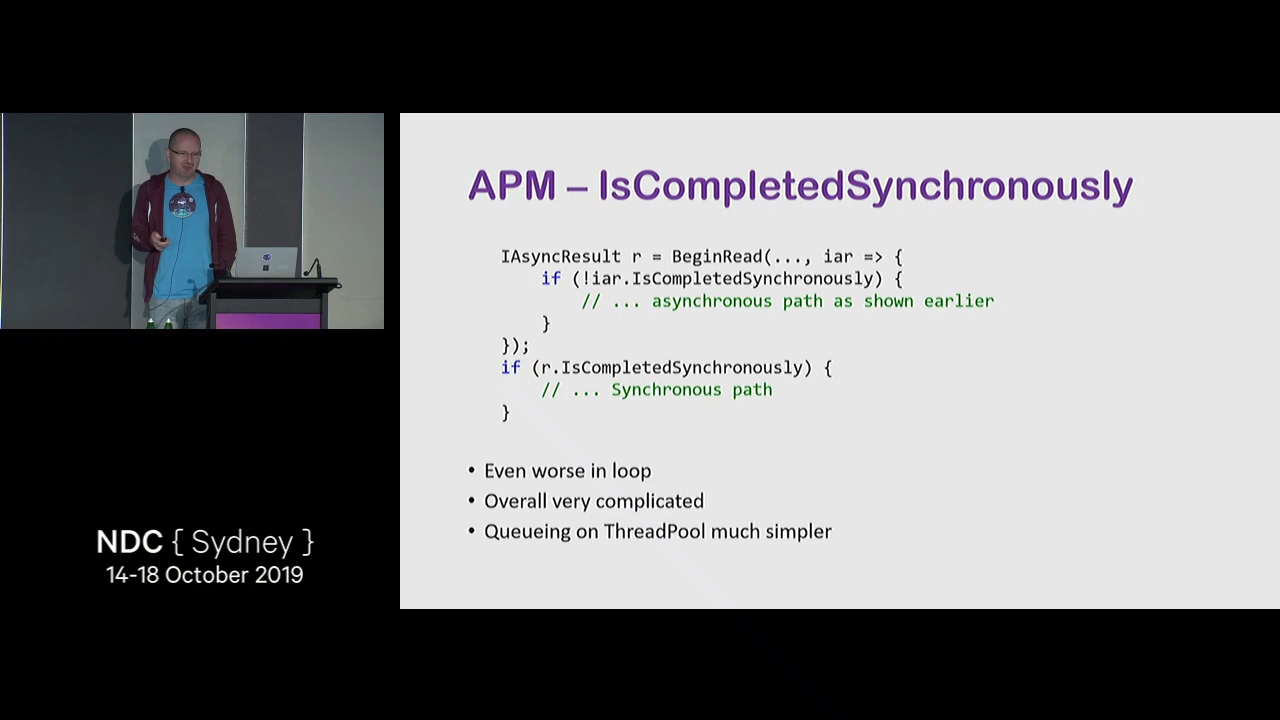 APM – IsCompletedSynchronously
IAsyncResult r = BeginRead(..., iar => {
if (!iar.IsCompletedSynchronously) {
// ... asynchronous path as shown earlier
}
});
if (r.IsCompletedSynchronously) {
// ... Synchronous path
}
• Even worse in loop
• Overall very complicated
• Queueing on ThreadPool much simpler
NDC { Sydney }
14-18 October 2019